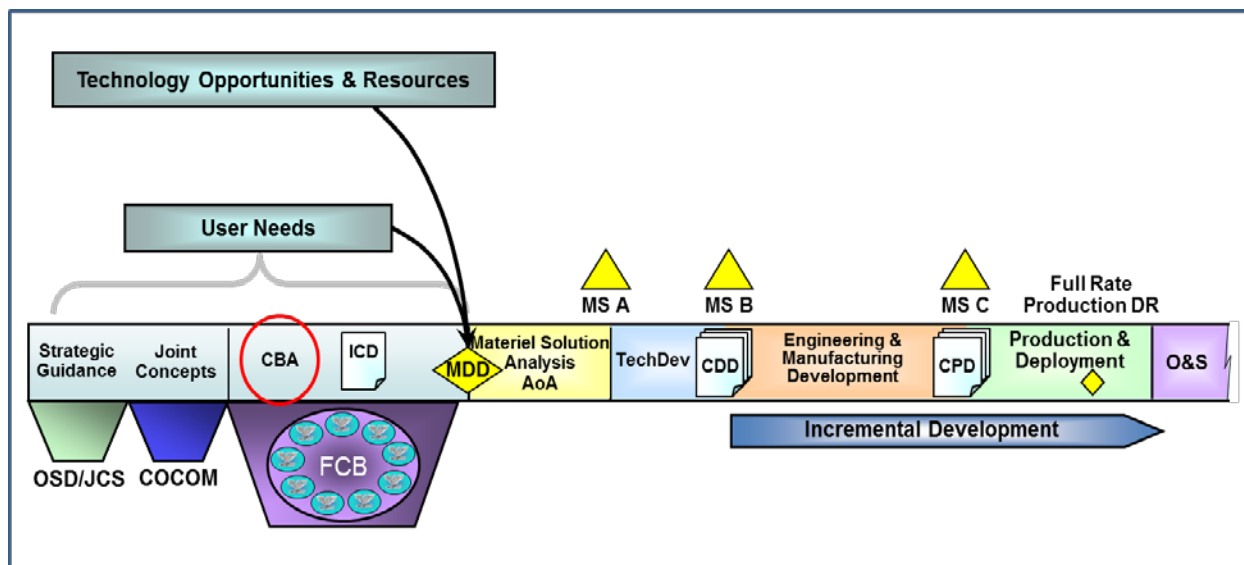 Technology Opportunities & Resources
User Needs
MS A
MS B
MS C
Full Rate
Production DR
Strategic
Guidance
Joint
Concepts
CBA
ICD
MDD
Materiel Solution
Analysis
AoA
TechDev
CDD
Engineering &
Manufacturing
Development
CPD
Production &
Deployment
O&S
Incremental Development
OSD/JCS
COCOM
FCB